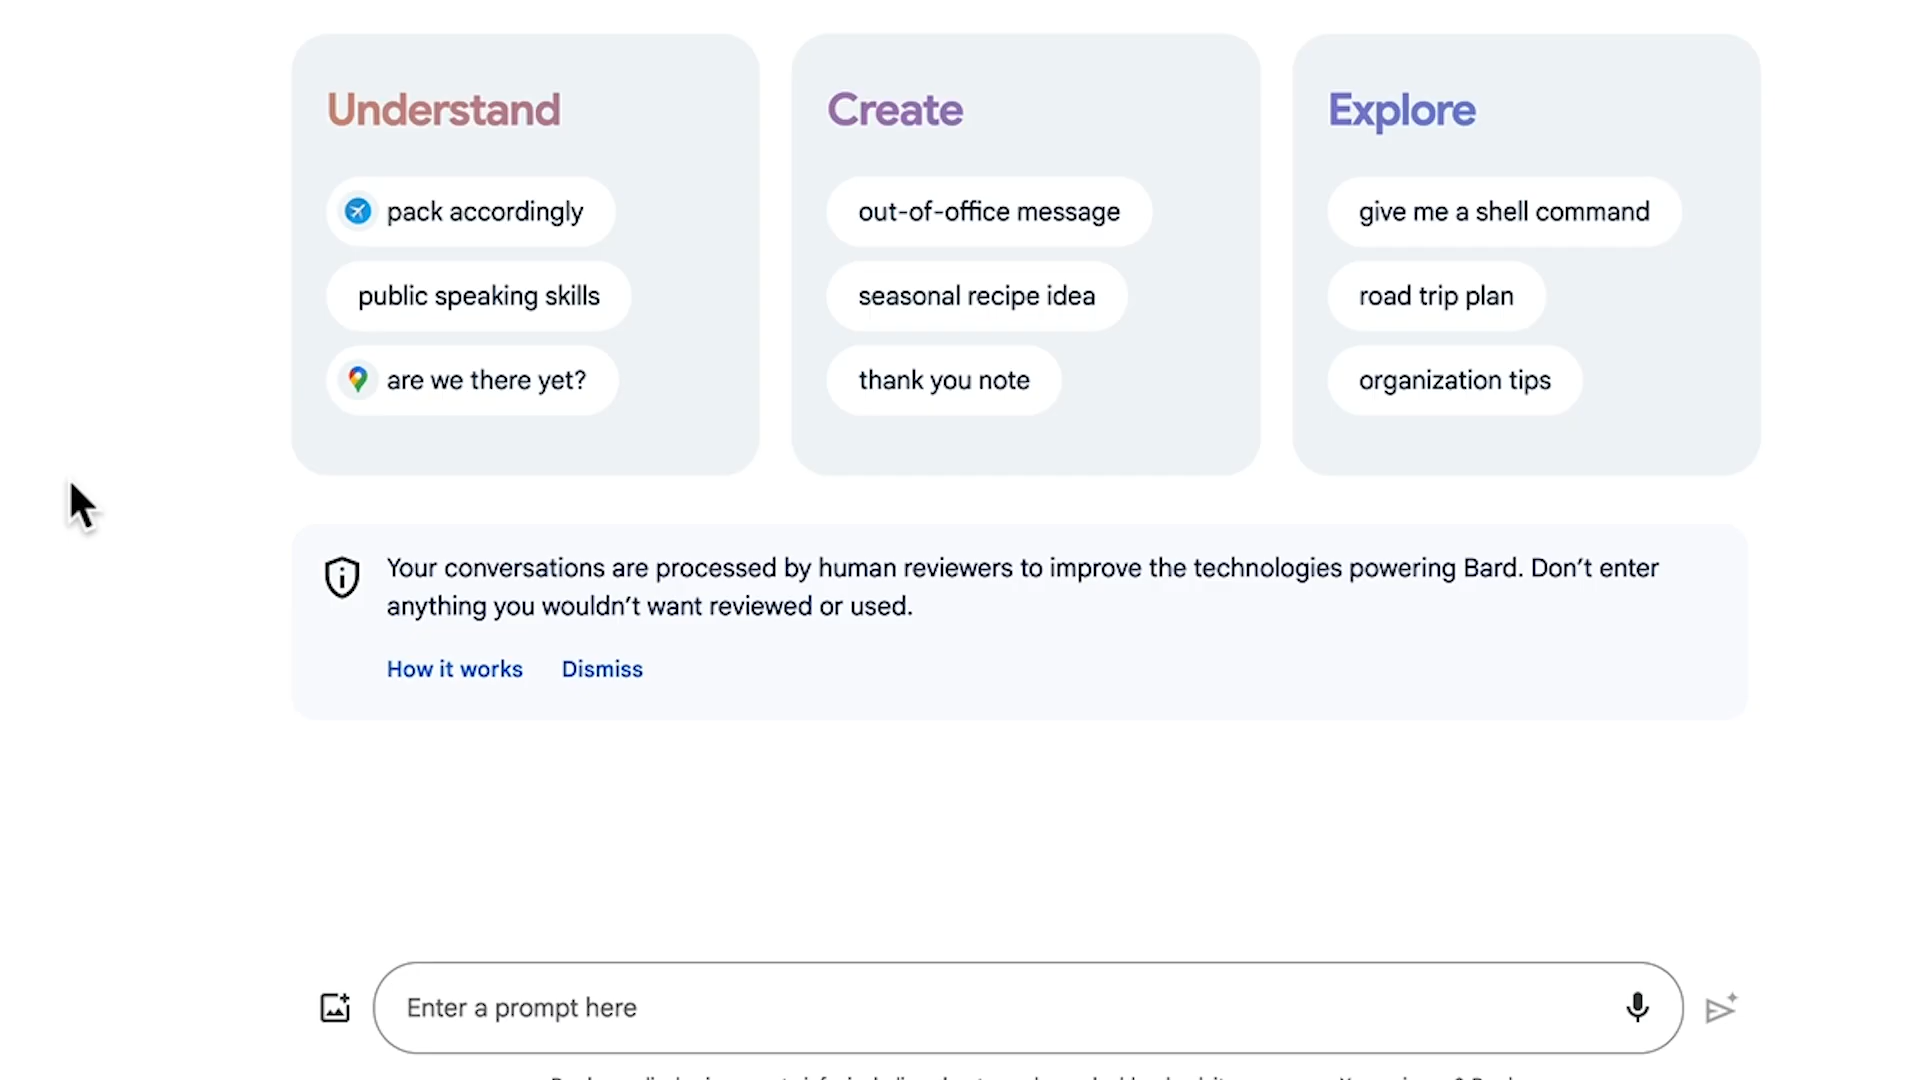 Understand
pack accordingly
public speaking skills
are we there yet?
Create
out-of-office message
seasonal recipe idea
thank you note
Explore
give me a shell command
road trip plan
organization tips
Your conversations are processed by human reviewers to improve the technologies powering Bard. Don’t enter
anything you wouldn’t want reviewed or used.
How it works Dismiss
Enter a prompt here